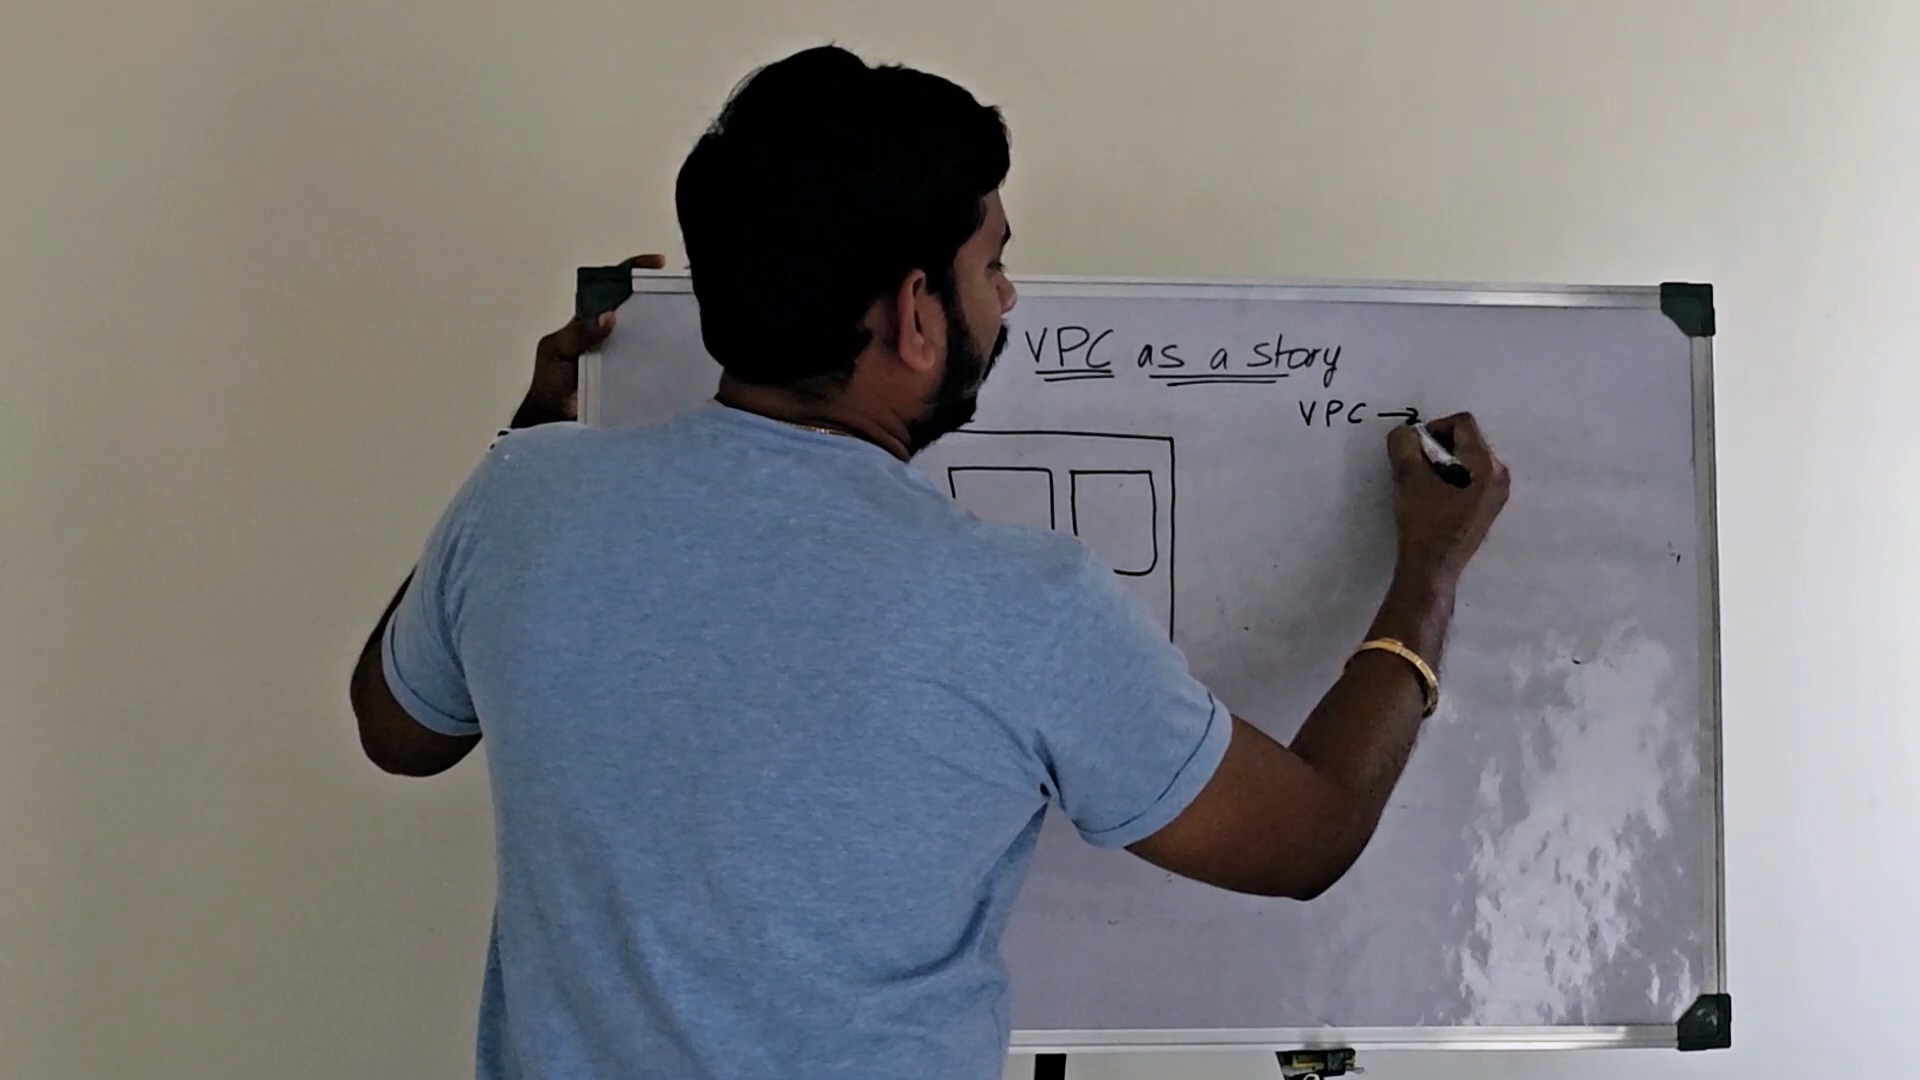 VPC as a story
VPC →